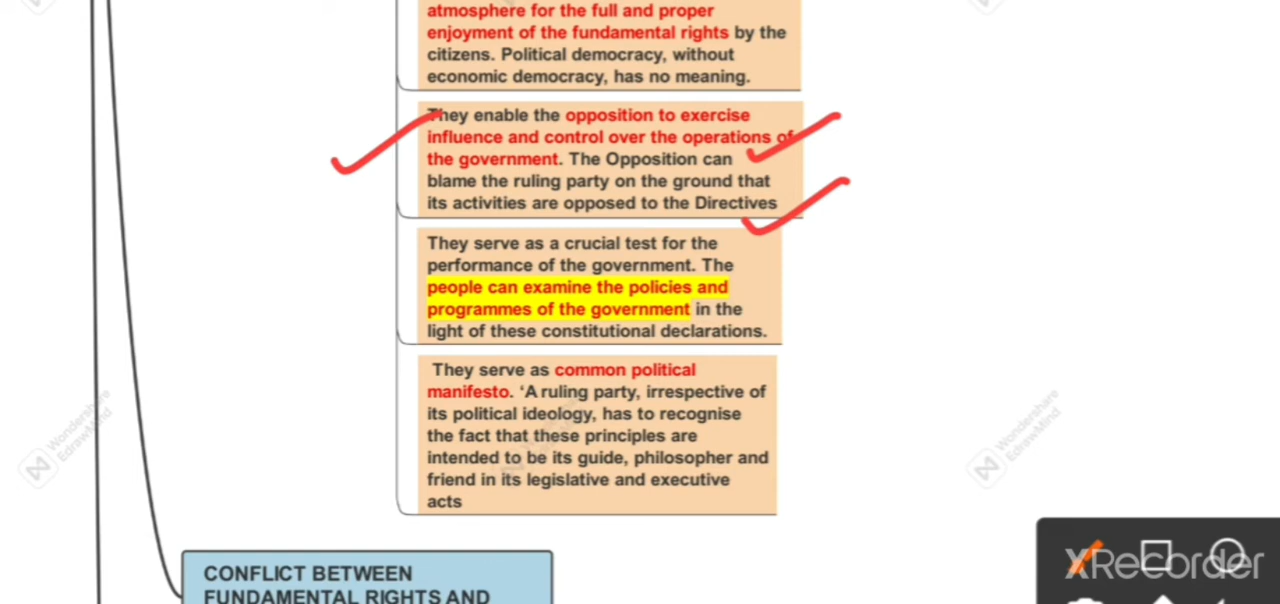 atmosphere for the full and proper
enjoyment of the fundamental rights by the
citizens. Political democracy, without
economic democracy, has no meaning.
They enable the opposition to exercise
influence and control over the operations of
the government. The Opposition can
blame the ruling party on the ground that
its activities are opposed to the Directives
They serve as a crucial test for the
performance of the government. The
people can examine the policies and
programmes of the government in the
light of these constitutional declarations.
They serve as common political
manifesto. ‘A ruling party, irrespective of
its political ideology, has to recognise
the fact that these principles are
intended to be its guide, philosopher and
friend in its legislative and executive
acts
Wondershare
EdrawMind
Wondershare
EdrawMind
CONFLICT BETWEEN
FUNDAMENTAL RIGHTS AND
XRecorder